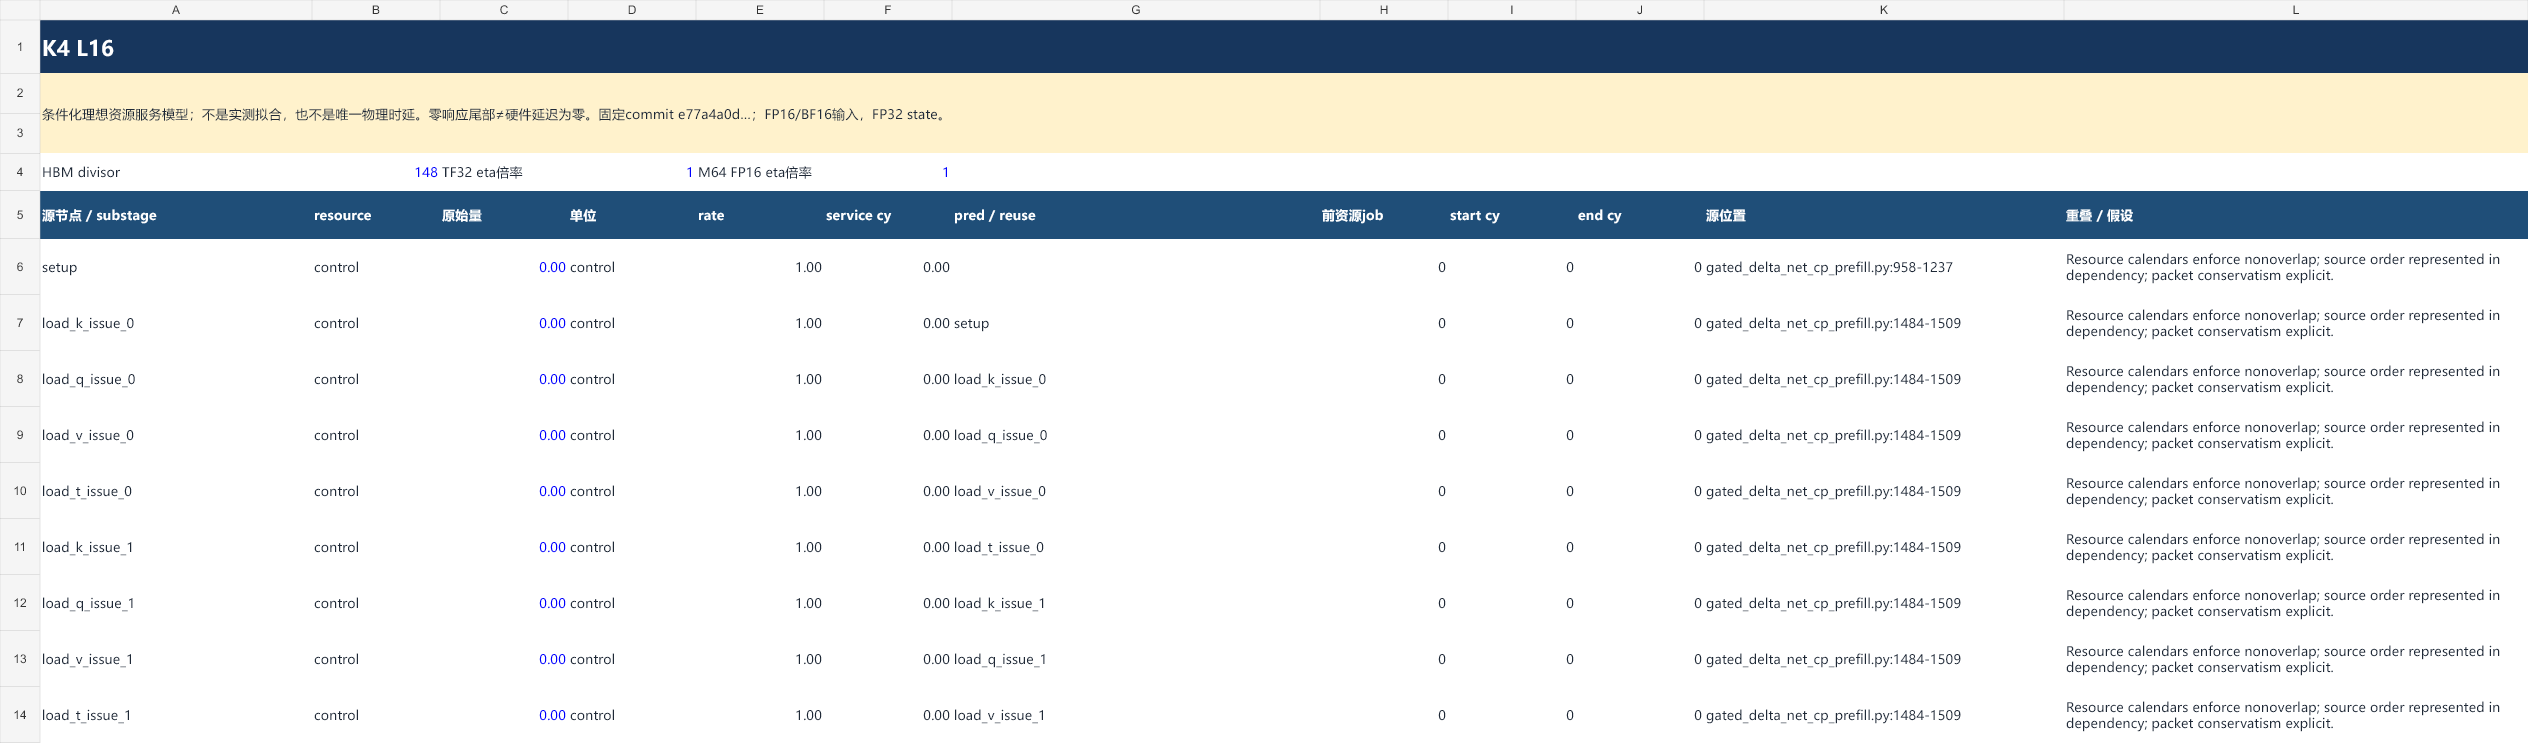 A B C D E F G H I J K L
1 K4 L16
2
条件化理想资源服务模型；不是实测拟合，也不是唯一物理时延。零响应尾部≠硬件延迟为零。固定commit e77a4a0d...；FP16/BF16输入，FP32 state。
3
4 HBM divisor 148 TF32 eta倍率 1 M64 FP16 eta倍率 1
5 源节点 / substage resource 原始量 单位 rate service cy pred / reuse 前资源job start cy end cy 源位置 重叠 / 假设
6 setup control 0.00 control 1.00 0.00 0 0 0 gated_delta_net_cp_prefill.py:958-1237 Resource calendars enforce nonoverlap; source order represented in
dependency; packet conservatism explicit.
7 load_k_issue_0 control 0.00 control 1.00 0.00 setup 0 0 0 gated_delta_net_cp_prefill.py:1484-1509 Resource calendars enforce nonoverlap; source order represented in
dependency; packet conservatism explicit.
8 load_q_issue_0 control 0.00 control 1.00 0.00 load_k_issue_0 0 0 0 gated_delta_net_cp_prefill.py:1484-1509 Resource calendars enforce nonoverlap; source order represented in
dependency; packet conservatism explicit.
9 load_v_issue_0 control 0.00 control 1.00 0.00 load_q_issue_0 0 0 0 gated_delta_net_cp_prefill.py:1484-1509 Resource calendars enforce nonoverlap; source order represented in
dependency; packet conservatism explicit.
10 load_t_issue_0 control 0.00 control 1.00 0.00 load_v_issue_0 0 0 0 gated_delta_net_cp_prefill.py:1484-1509 Resource calendars enforce nonoverlap; source order represented in
dependency; packet conservatism explicit.
11 load_k_issue_1 control 0.00 control 1.00 0.00 load_t_issue_0 0 0 0 gated_delta_net_cp_prefill.py:1484-1509 Resource calendars enforce nonoverlap; source order represented in
dependency; packet conservatism explicit.
12 load_q_issue_1 control 0.00 control 1.00 0.00 load_k_issue_1 0 0 0 gated_delta_net_cp_prefill.py:1484-1509 Resource calendars enforce nonoverlap; source order represented in
dependency; packet conservatism explicit.
13 load_v_issue_1 control 0.00 control 1.00 0.00 load_q_issue_1 0 0 0 gated_delta_net_cp_prefill.py:1484-1509 Resource calendars enforce nonoverlap; source order represented in
dependency; packet conservatism explicit.
14 load_t_issue_1 control 0.00 control 1.00 0.00 load_v_issue_1 0 0 0 gated_delta_net_cp_prefill.py:1484-1509 Resource calendars enforce nonoverlap; source order represented in
dependency; packet conservatism explicit.